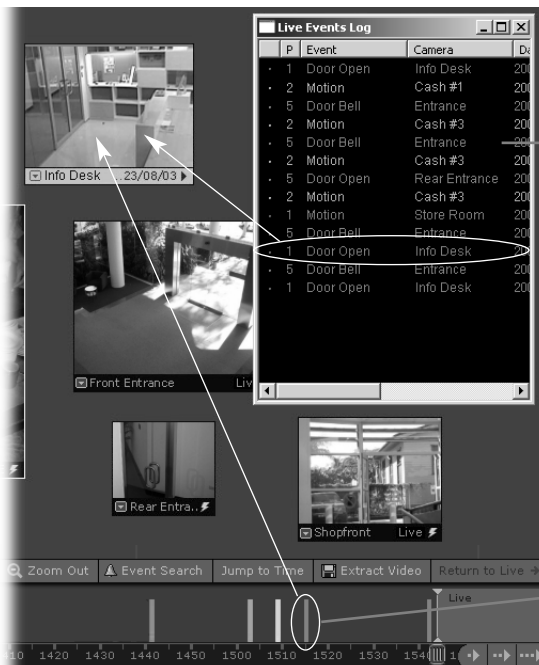 Live Events Log
P Event Camera Da
1 Door Open Info Desk 200
2 Motion Cash #1 200
5 Door Bell Entrance 200
2 Motion Cash #3 200
5 Door Bell Entrance 200
2 Motion Cash #3 200
5 Door Open Rear Entrance 200
2 Motion Cash #3 200
1 Motion Store Room 200
5 Door Bell Entrance 200
1 Door Open Info Desk 200
5 Door Bell Entrance 200
1 Door Open Info Desk 200
Info Desk ...23/08/03
Front Entrance Liv
Rear Entra..
Shopfront Live
Zoom Out Event Search Jump to Time Extract Video Return to Live
Live
410 1420 1430 1440 1450 1500 1510 1520 1530 1540